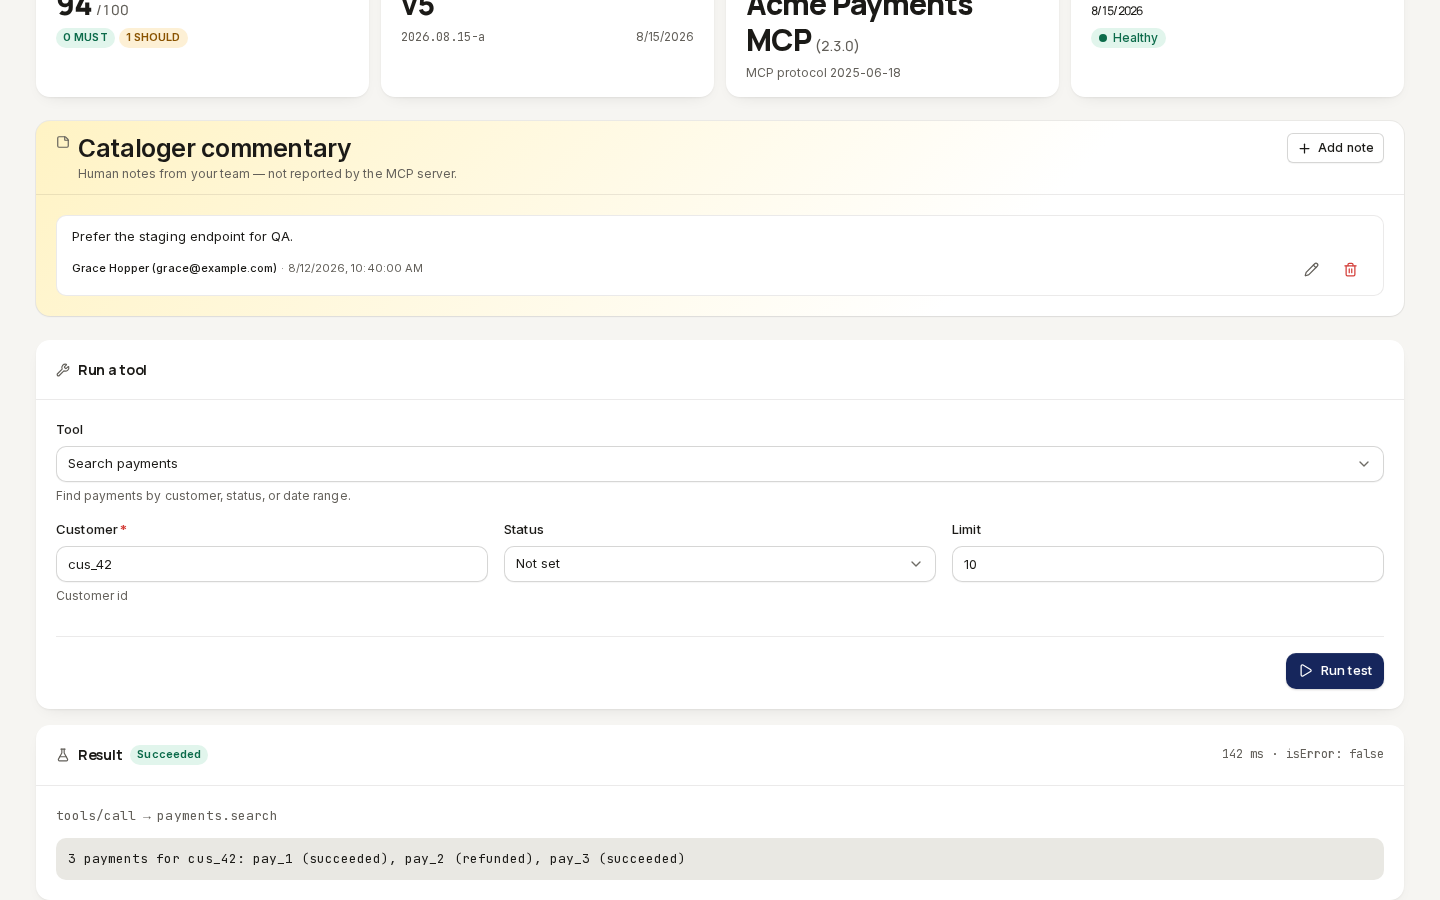 94 /100
0 MUST 1 SHOULD
v5
2026.08.15-a 8/15/2026
Acme Payments
MCP (2.3.0)
MCP protocol 2025-06-18
8/15/2026
Healthy
Cataloger commentary
Human notes from your team — not reported by the MCP server.
Add note
Prefer the staging endpoint for QA.
Grace Hopper (grace@example.com) · 8/12/2026, 10:40:00 AM
Run a tool
Tool
Search payments
Find payments by customer, status, or date range.
Customer * Status Limit
cus_42 Not set 10
Customer id
Run test
Result Succeeded 142 ms · isError: false
tools/call → payments.search
3 payments for cus_42: pay_1 (succeeded), pay_2 (refunded), pay_3 (succeeded)